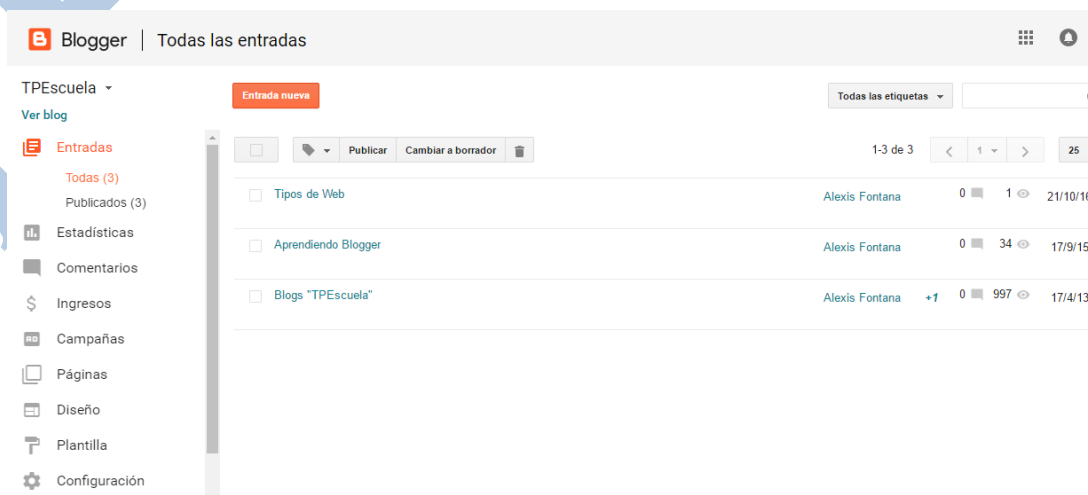 Blogger | Todas las entradas
TPEscuela
Ver blog
Entrada nueva
Todas las etiquetas
Entradas
Todas (3)
Publicados (3)
Estadísticas
Comentarios
Ingresos
Campañas
Páginas
Diseño
Plantilla
Configuración
Publicar Cambiar a borrador
1-3 de 3
1
25
Tipos de Web Alexis Fontana 0 1 21/10/16
Aprendiendo Blogger Alexis Fontana 0 34 17/9/15
Blogs "TPEscuela" Alexis Fontana +1 0 997 17/4/13